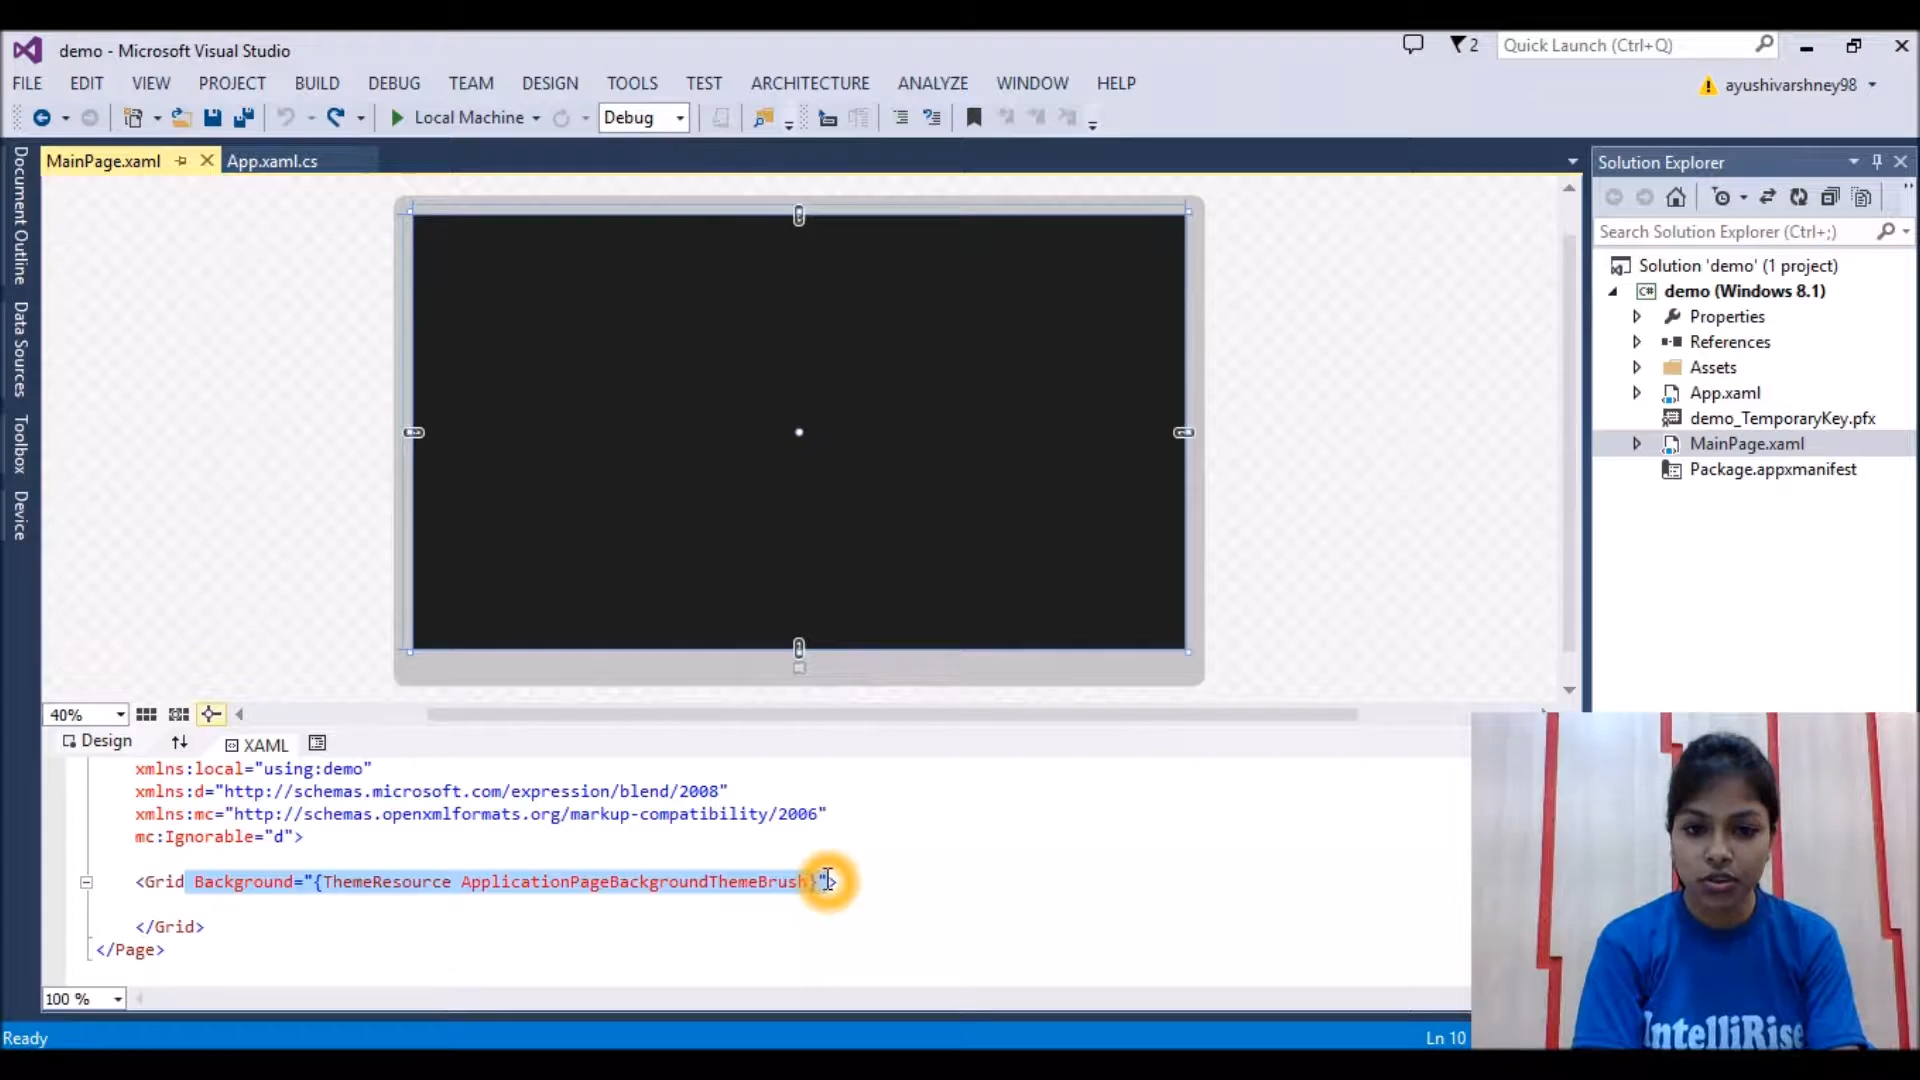 demo - Microsoft Visual Studio
2
Quick Launch (Ctrl+Q)
FILE EDIT VIEW PROJECT BUILD DEBUG TEAM DESIGN TOOLS TEST ARCHITECTURE ANALYZE WINDOW HELP
ayushivarshney98
Local Machine
Debug
Document Outline
Data Sources
Toolbox
Device
MainPage.xaml
App.xaml.cs
Solution Explorer
Search Solution Explorer (Ctrl+;)
Solution 'demo' (1 project)
C# demo (Windows 8.1)
Properties
References
Assets
App.xaml
demo_TemporaryKey.pfx
MainPage.xaml
Package.appxmanifest
40%
Design
XAML
xmlns:local="using:demo"
xmlns:d="http://schemas.microsoft.com/expression/blend/2008"
xmlns:mc="http://schemas.openxmlformats.org/markup-compatibility/2006"
mc:Ignorable="d">
<Grid Background="{ThemeResource ApplicationPageBackgroundThemeBrush}">
</Grid>
</Page>
100 %
Ready
Ln 10
IntelliRise